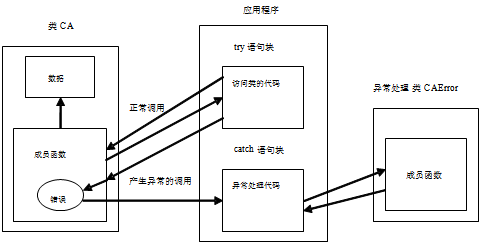 应用程序
类 CA
try 语句块
数据
访问类的代码
异常处理 类 CAError
正常调用
catch 语句块
成员函数
成员函数
产生异常的调用
异常处理代码
错误